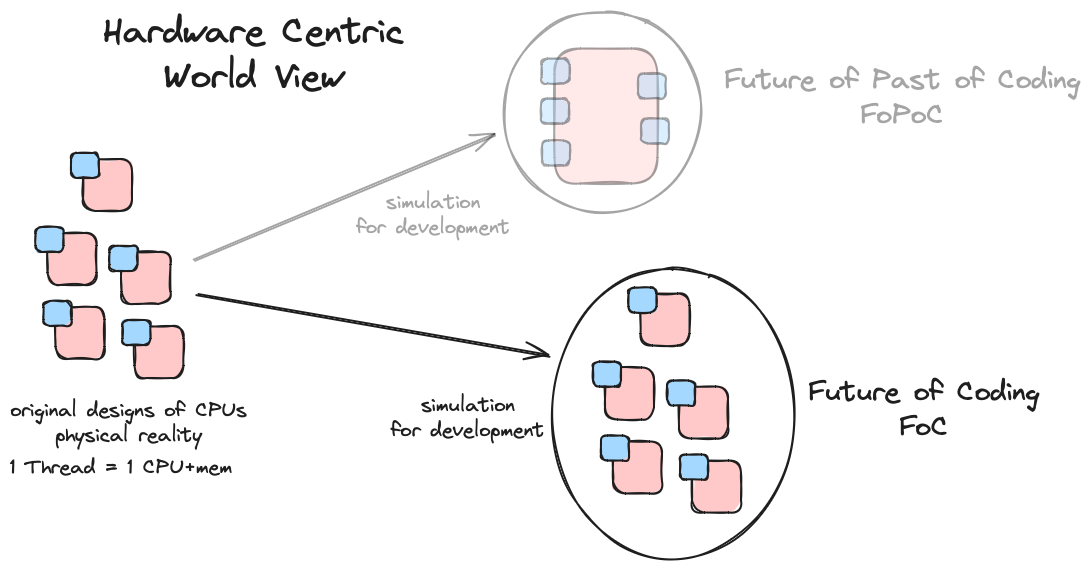 Hardware Centric
World View
Future of Past of Coding
FoPoC
simulation
for development
original designs of CPUs
physical reality
1 Thread = 1 CPU+mem
simulation
for development
Future of Coding
FoC